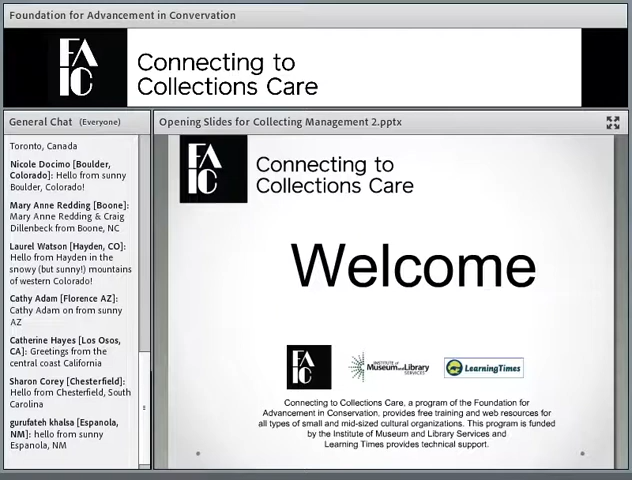 Foundation for Advancement in Convervation
FA
IC
Connecting to
Collections Care
General Chat (Everyone)
Toronto, Canada
Nicole Docimo [Boulder,
Colorado]: Hello from sunny
Boulder, Colorado!
Mary Anne Redding [Boone]:
Mary Anne Redding & Craig
Dillenbeck from Boone, NC
Laurel Watson [Hayden, CO]:
Hello from Hayden in the
snowy (but sunny!) mountains
of western Colorado!
Cathy Adam [Florence AZ]:
Cathy Adam on from sunny
AZ
Catherine Hayes [Los Osos,
CA]: Greetings from the
central coast California
Sharon Corey [Chesterfield]:
Hello from Chesterfield, South
Carolina
gurufateh khalsa [Espanola,
NM]: hello from sunny
Espanola, NM
Opening Slides for Collecting Management 2.pptx
FA
IC
Connecting to
Collections Care
Welcome
FA
IC
INSTITUTE of
Museum and Library
SERVICES
LearningTimes
Connecting to Collections Care, a program of the Foundation for
Advancement in Conservation, provides free training and web resources for
all types of small and mid-sized cultural organizations. This program is funded
by the Institute of Museum and Library Services and
Learning Times provides technical support.